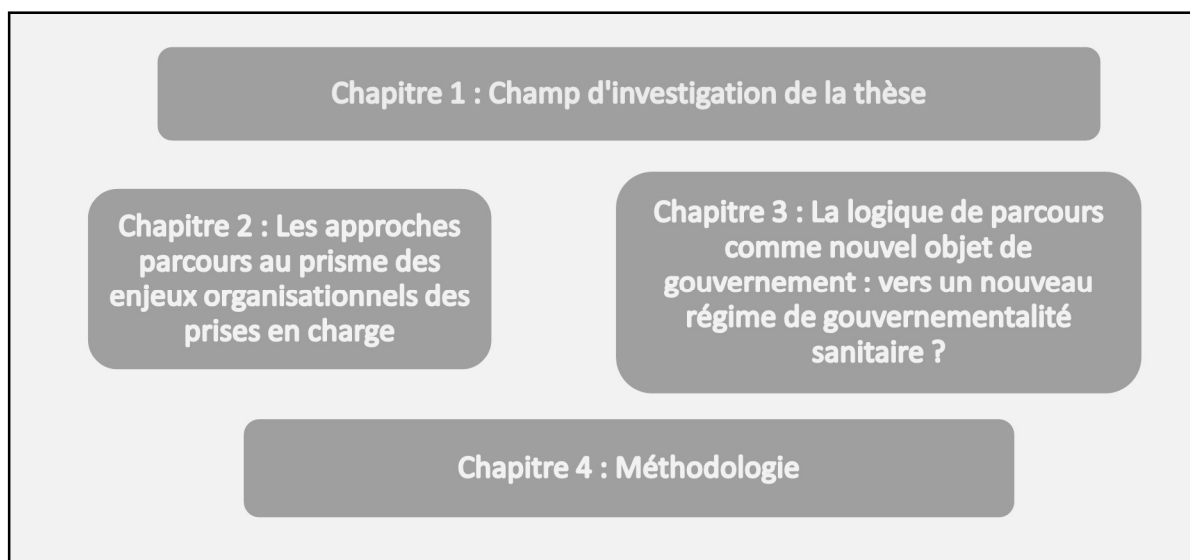 Chapitre 1 : Champ d'investigation de la thèse
Chapitre 2 : Les approches
parcours au prisme des
enjeux organisationnels des
prises en charge
Chapitre 3 : La logique de parcours
comme nouvel objet de
gouvernement : vers un nouveau
régime de gouvernementalité
sanitaire ?
Chapitre 4 : Méthodologie